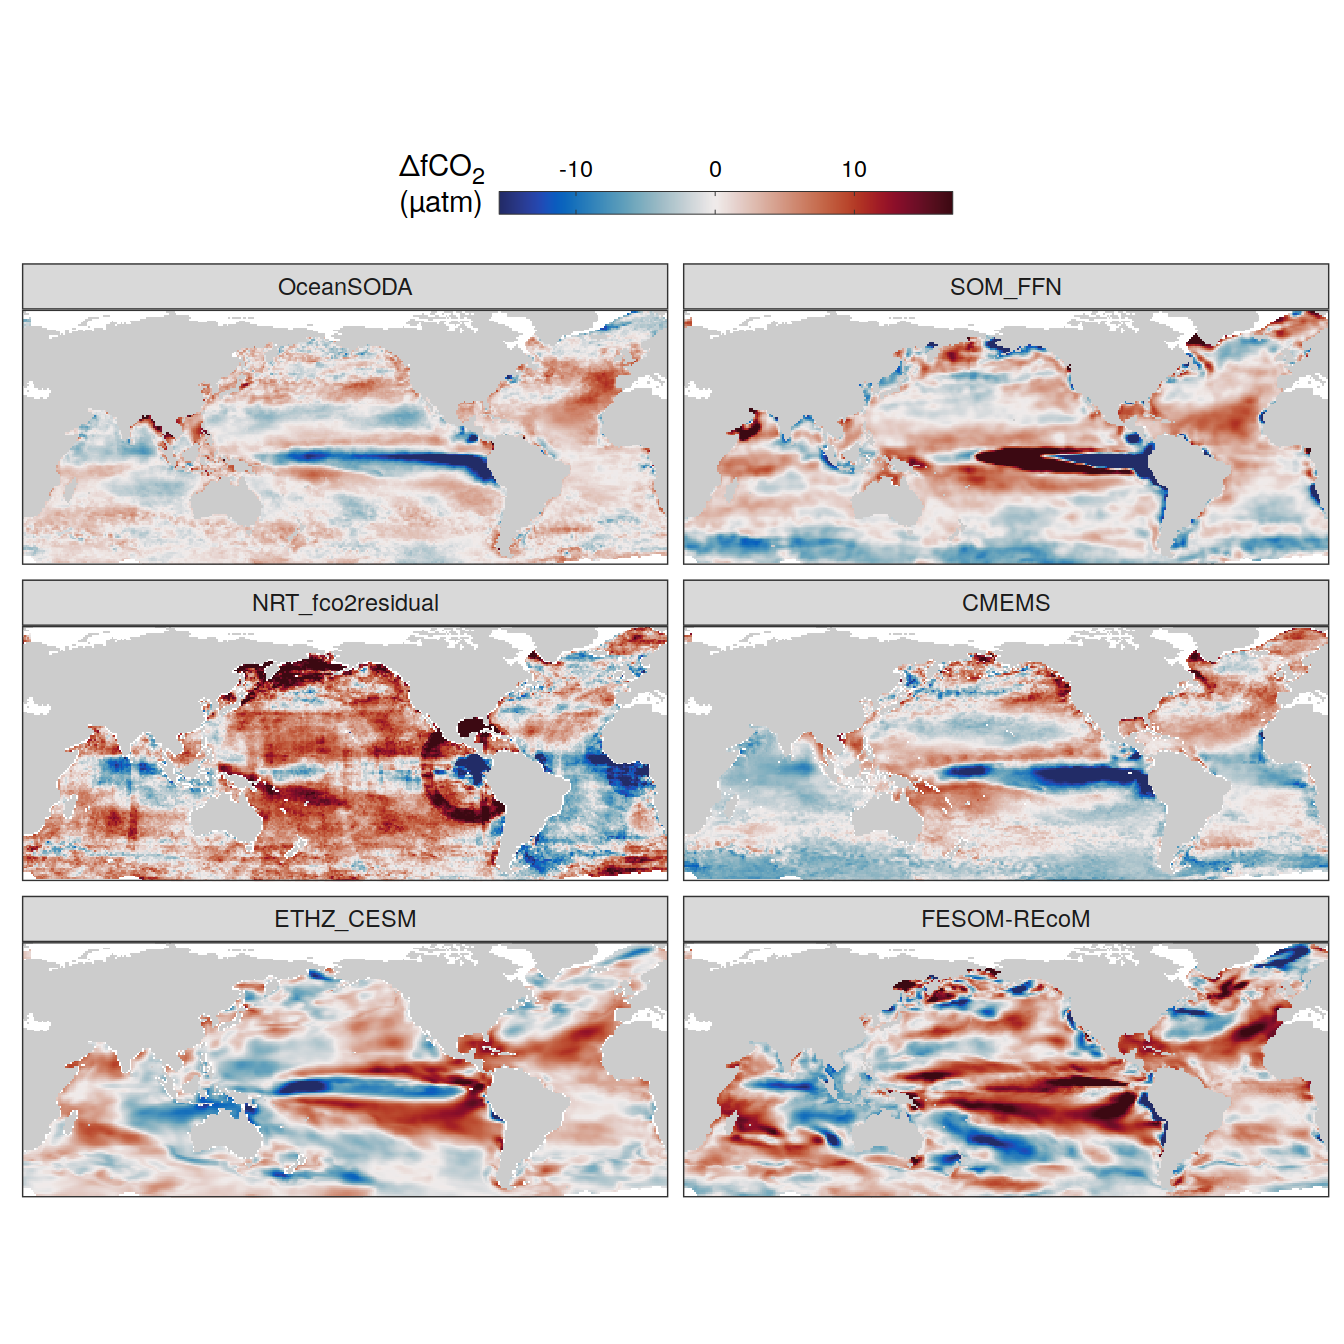 ΔfCO₂
(µatm)
-10 0 10
OceanSODA SOM_FFN
NRT_fco2residual CMEMS
ETHZ_CESM FESOM-REcoM